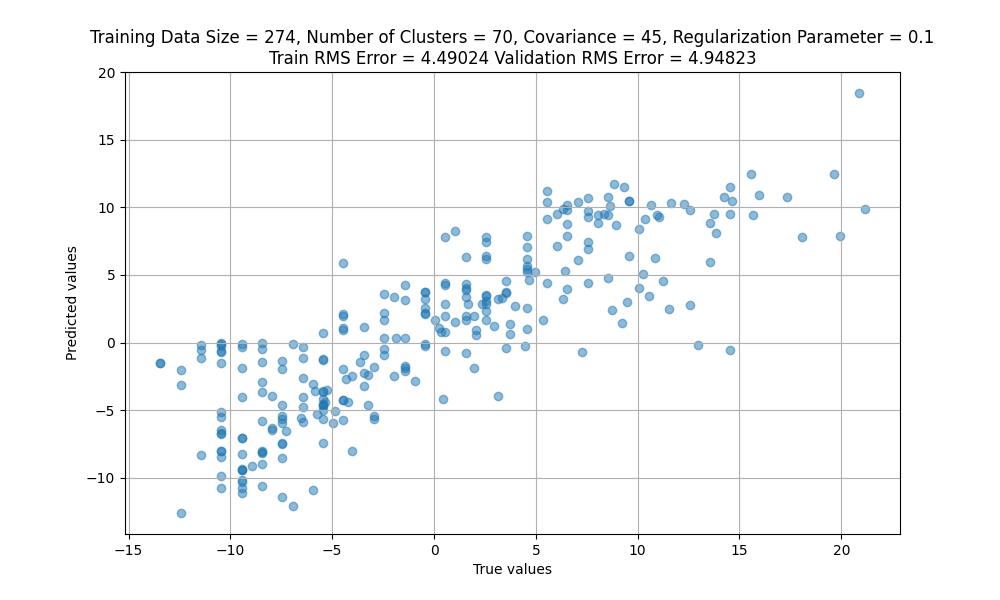 Training Data Size = 274, Number of Clusters = 70, Covariance = 45, Regularization Parameter = 0.1
Train RMS Error = 4.49024 Validation RMS Error = 4.94823
20
15
10
5
0
−5
−10
Predicted values
−15 −10 −5 0 5 10 15 20
True values